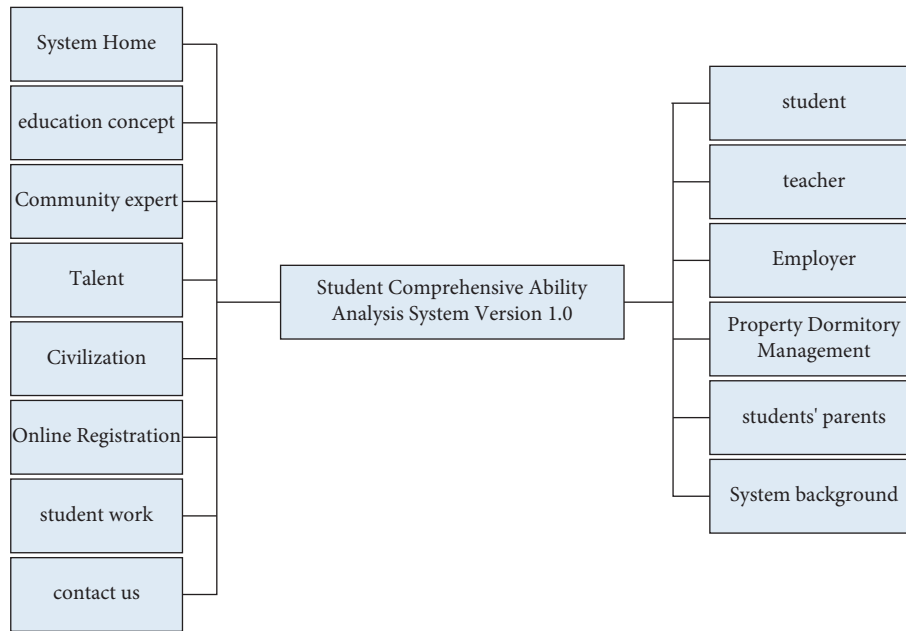 System Home
education concept
Community expert
Talent
Civilization
Online Registration
student work
contact us
Student Comprehensive Ability
Analysis System Version 1.0
student
teacher
Employer
Property Dormitory
Management
students' parents
System background